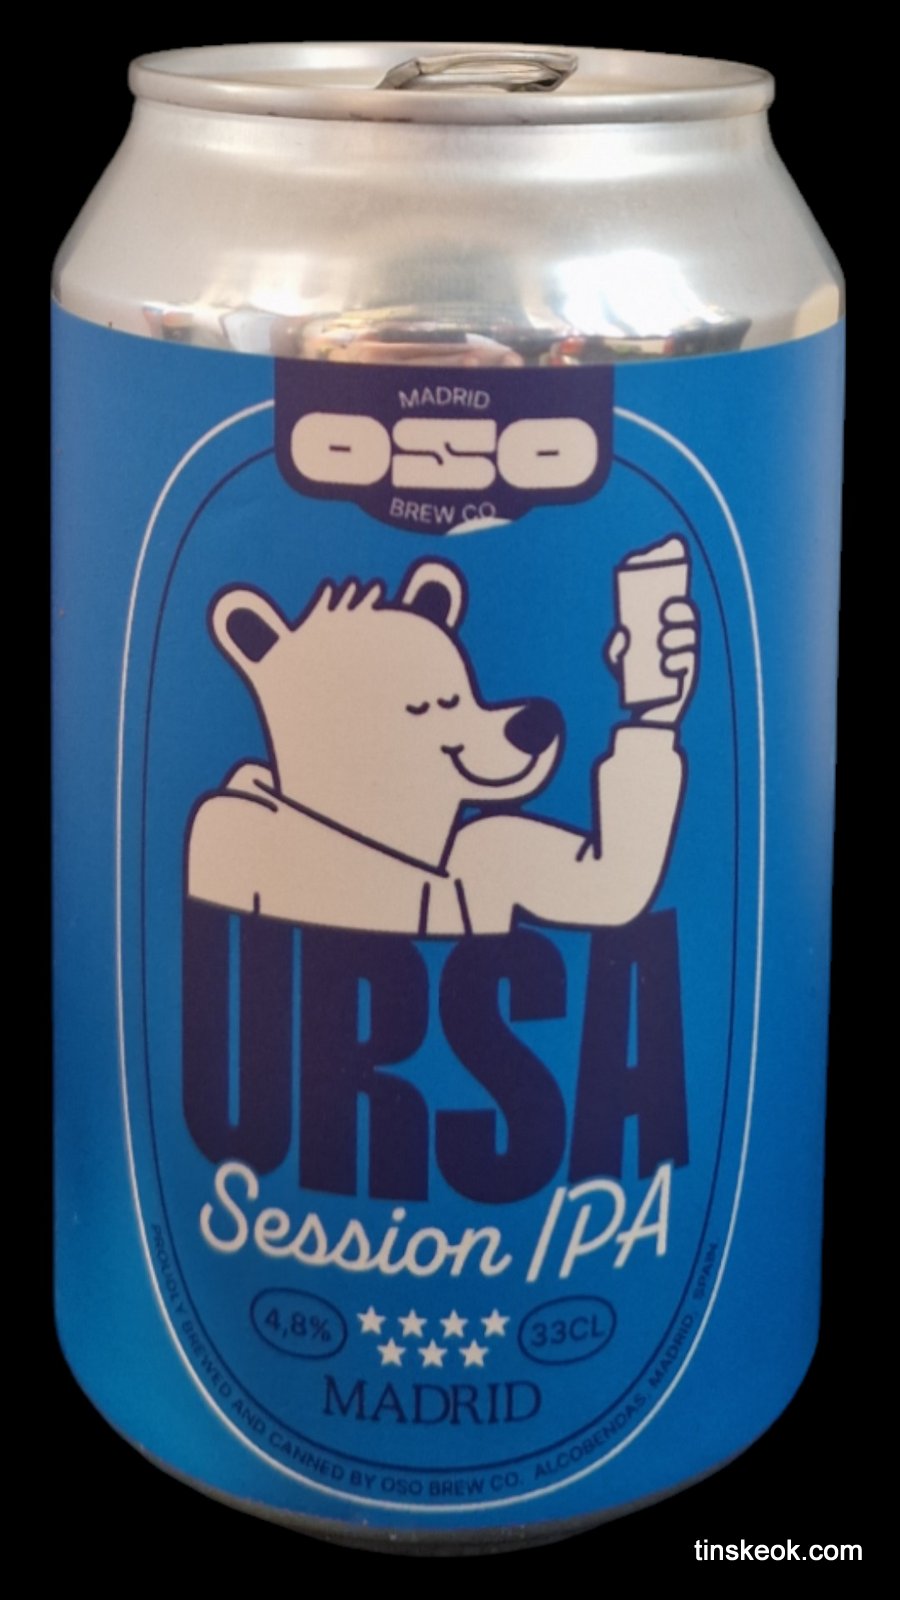 MADRID
OSO
BREW CO.
URSA
Session IPA
4,8%
33CL
MADRID
PROUDLY BREWED AND CANNED BY OSO BREW CO. ALCOBENDAS, MADRID, SPAIN
tinskeok.com